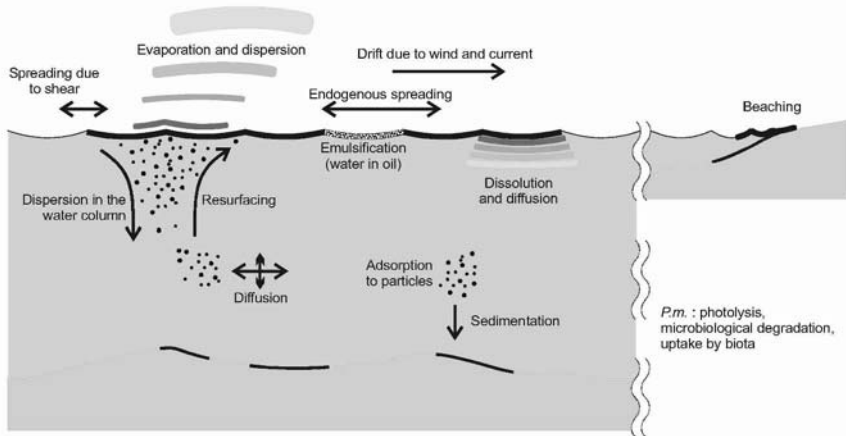 Evaporation and dispersion
Drift due to wind and current
Spreading due
to shear
Endogenous spreading
Beaching
Emulsification
(water in oil)
Dissolution
and diffusion
Dispersion in the
water column
Resurfacing
Adsorption
to particles
Diffusion
Sedimentation
P.m. : photolysis,
microbiological degradation,
uptake by biota